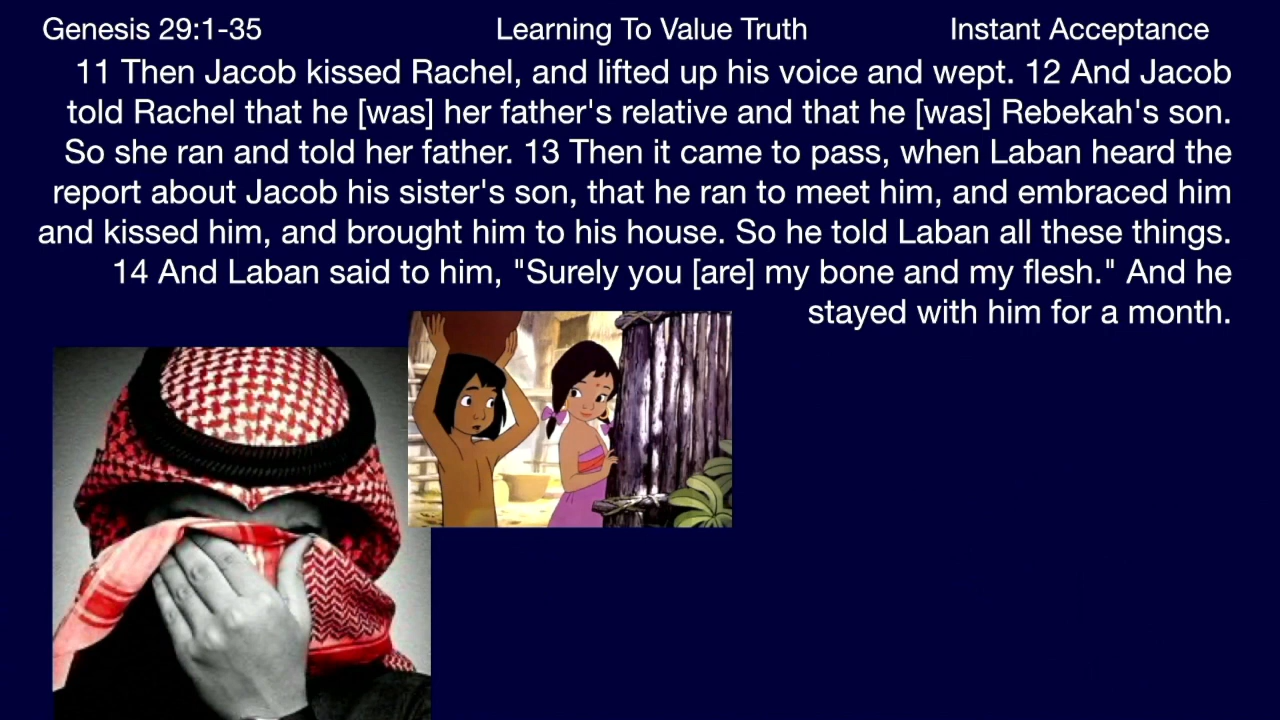 Genesis 29:1-35
Learning To Value Truth
Instant Acceptance
11 Then Jacob kissed Rachel, and lifted up his voice and wept. 12 And Jacob
told Rachel that he [was] her father's relative and that he [was] Rebekah's son.
So she ran and told her father. 13 Then it came to pass, when Laban heard the
report about Jacob his sister's son, that he ran to meet him, and embraced him
and kissed him, and brought him to his house. So he told Laban all these things.
14 And Laban said to him, "Surely you [are] my bone and my flesh." And he
stayed with him for a month.